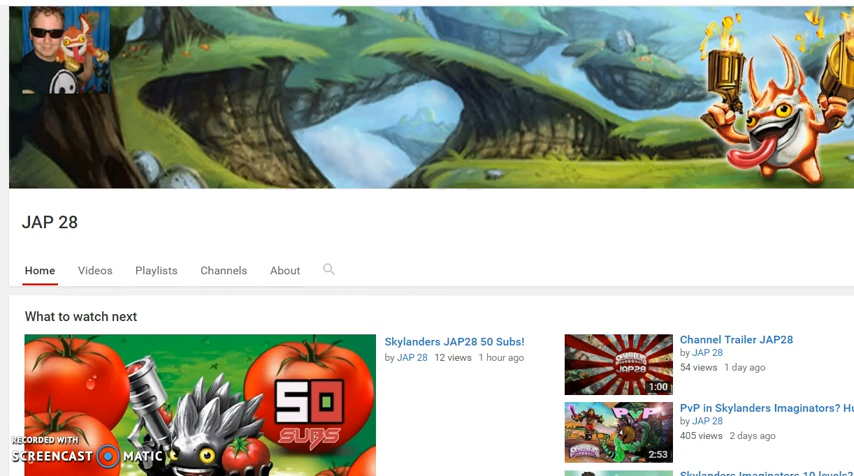 JAP 28
Home Videos Playlists Channels About
What to watch next
Skylanders JAP28 50 Subs!
by JAP 28 12 views 1 hour ago
50
SUBS
RECORDED WITH
SCREENCAST MATIC
SKYLANDERS
JAP28
1:00
Channel Trailer JAP28
by JAP 28
54 views 1 day ago
PvP
2:53
PvP in Skylanders Imaginators? Hu
by JAP 28
405 views 2 days ago
Skylanders Imaginators 10 levels?